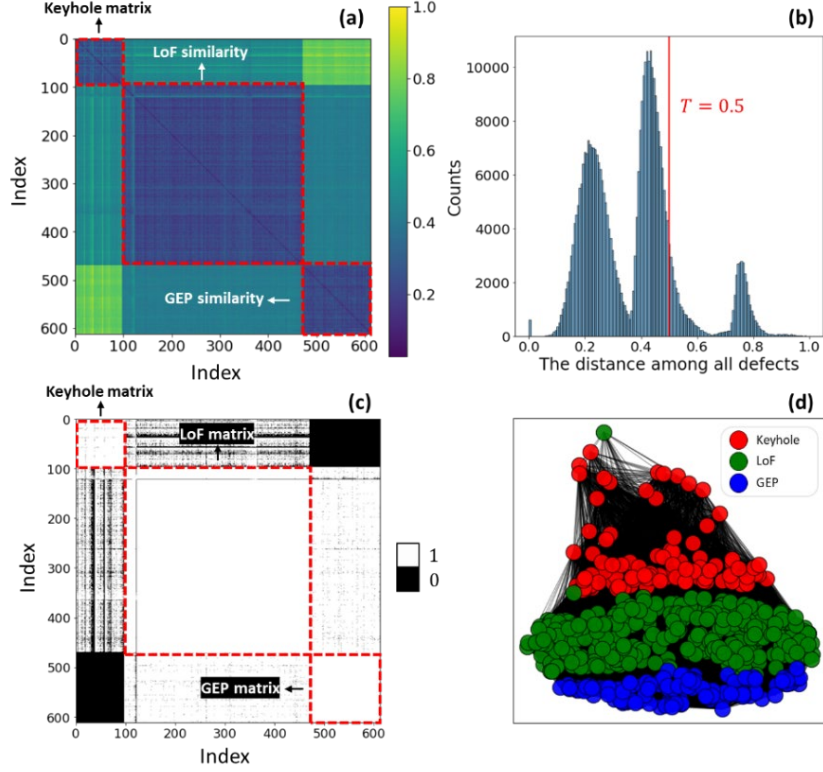 Keyhole matrix
(a)
LoF similarity
GEP similarity
0
100
200
300
400
500
600
Index
0 100 200 300 400 500 600
Index
1.0
0.8
0.6
0.4
0.2
(b)
T = 0.5
10000
8000
6000
4000
2000
0
Counts
0.0 0.2 0.4 0.6 0.8 1.0
The distance among all defects
Keyhole matrix
(c)
LoF matrix
GEP matrix
0
100
200
300
400
500
600
Index
0 100 200 300 400 500 600
Index
1
0
(d)
Keyhole
LoF
GEP